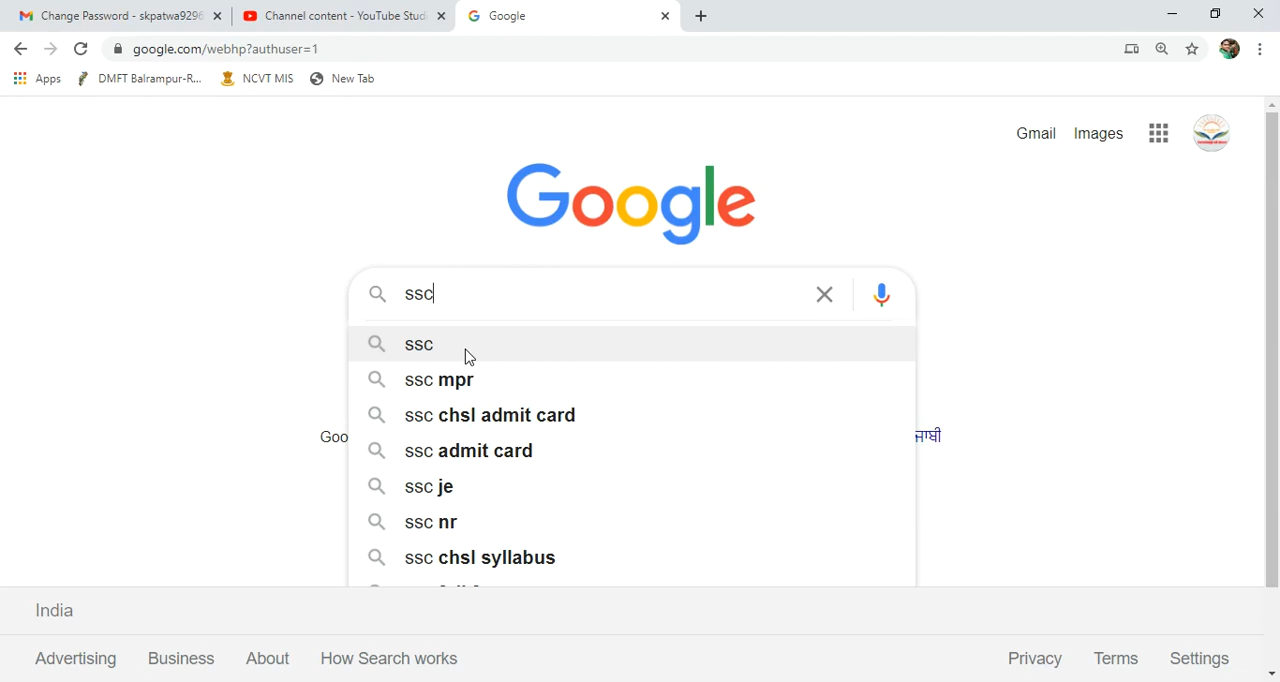 Change Password - skpatwa9296
Channel content - YouTube Studi
Google
google.com/webhp?authuser=1
Apps
DMFT Balrampur-R...
NCVT MIS
New Tab
Gmail
Images
Google
ssc
ssc
ssc mpr
ssc chsl admit card
Goo
ਜਾਬੀ
ssc admit card
ssc je
ssc nr
ssc chsl syllabus
India
Advertising
Business
About
How Search works
Privacy
Terms
Settings